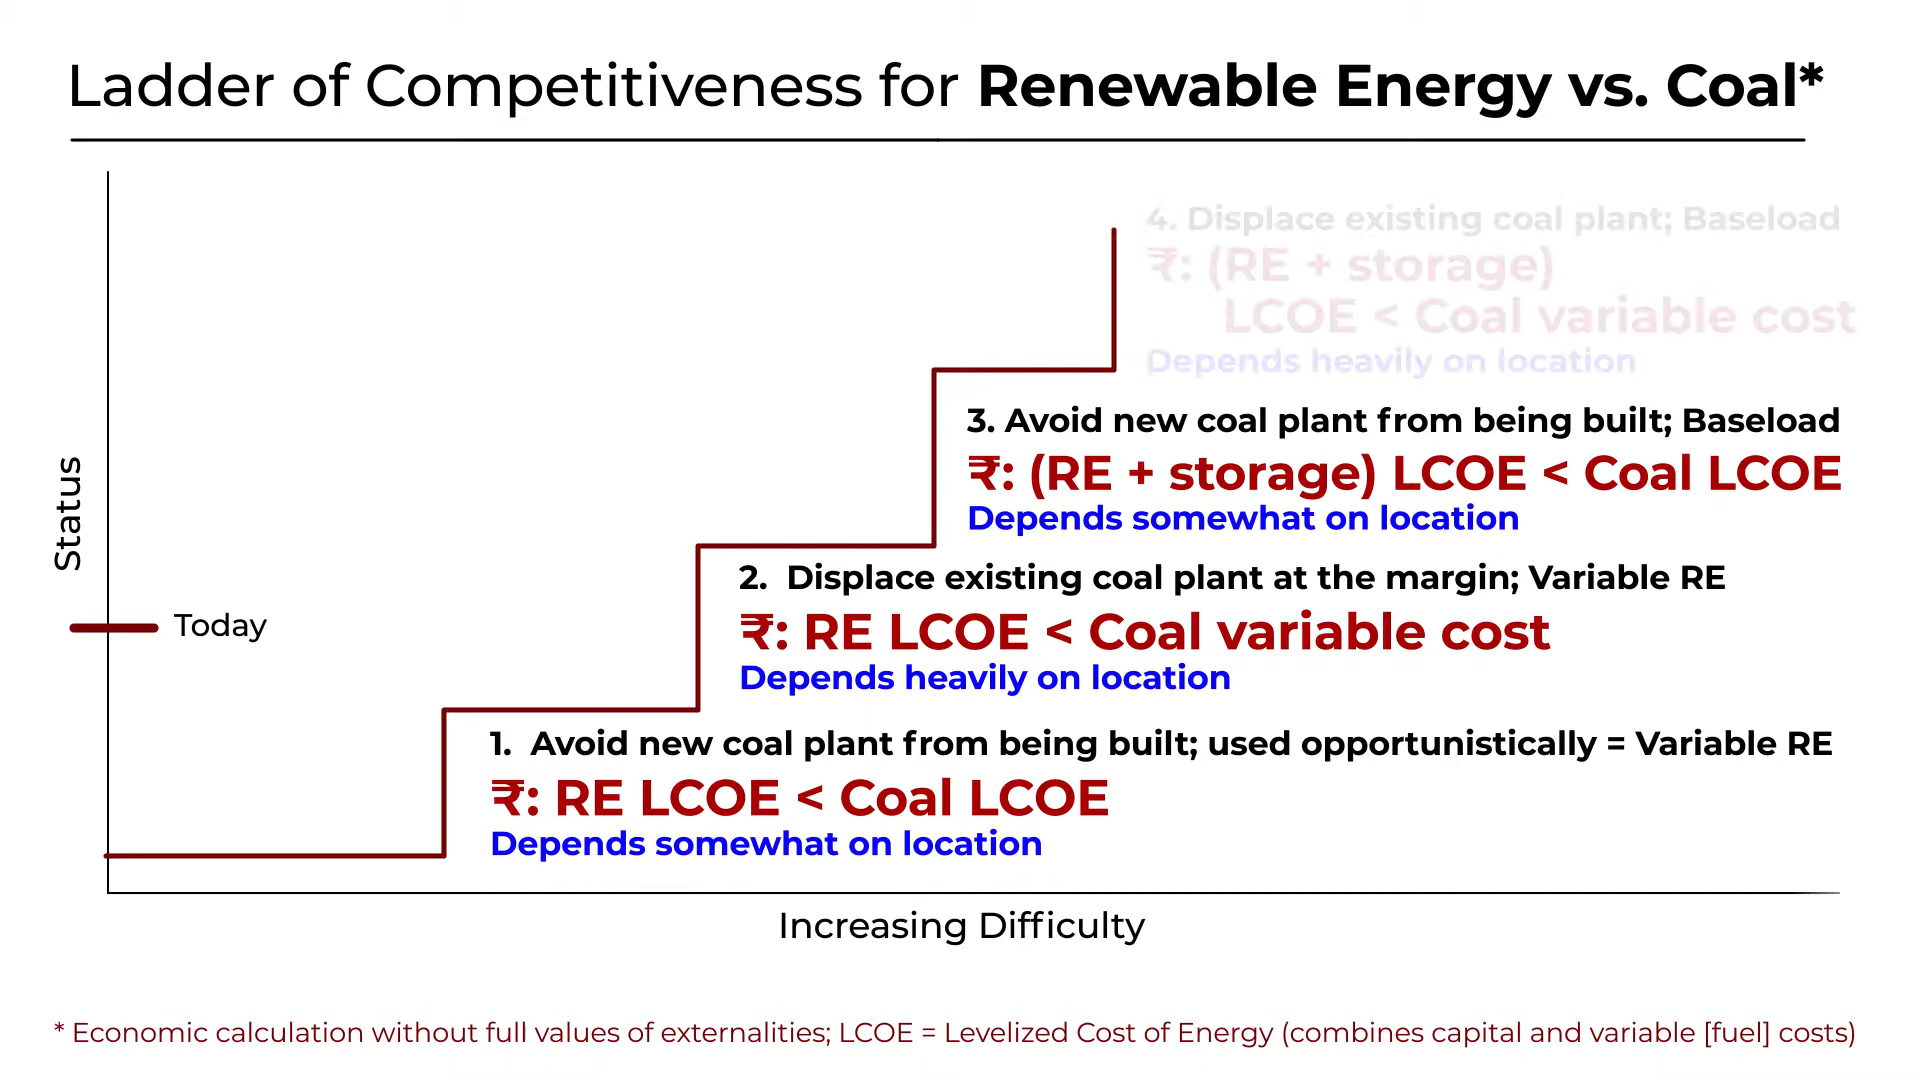 Ladder of Competitiveness for Renewable Energy vs. Coal*
4. Displace existing coal plant; Baseload
₹: (RE + storage)
LCOE < Coal variable cost
Depends heavily on location
3. Avoid new coal plant from being built; Baseload
₹: (RE + storage) LCOE < Coal LCOE
Depends somewhat on location
Status
2. Displace existing coal plant at the margin; Variable RE
₹: RE LCOE < Coal variable cost
Depends heavily on location
Today
1. Avoid new coal plant from being built; used opportunistically = Variable RE
₹: RE LCOE < Coal LCOE
Depends somewhat on location
Increasing Difficulty
* Economic calculation without full values of externalities; LCOE = Levelized Cost of Energy (combines capital and variable [fuel] costs)